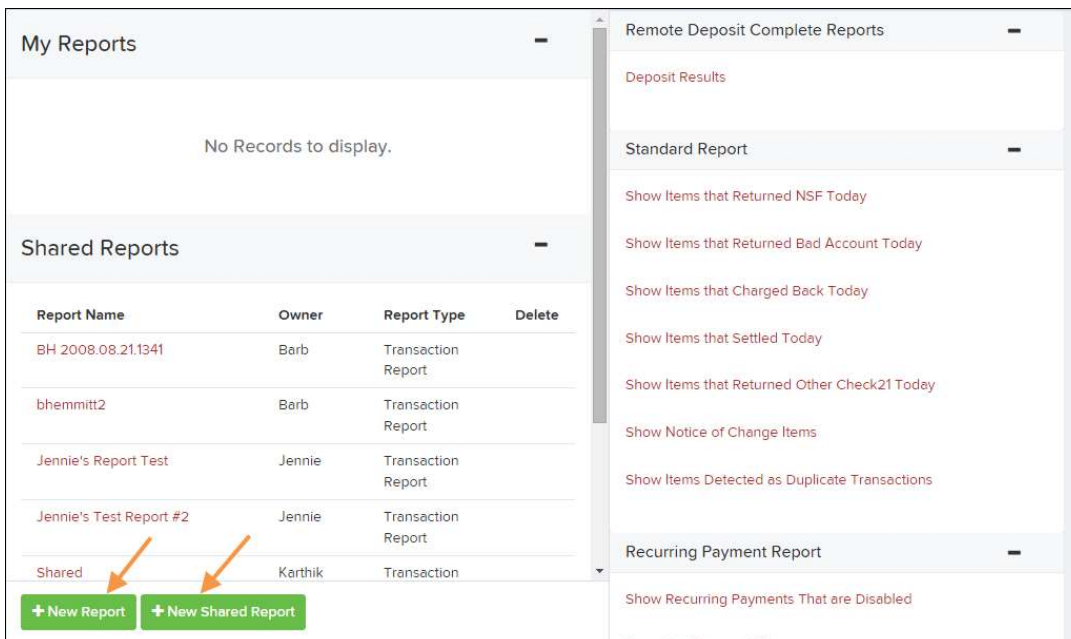 My Reports
No Records to display.
Shared Reports
Report Name Owner Report Type Delete
BH 2008.08.21.1341 Barb Transaction
Report
bhemmitt2 Barb Transaction
Report
Jennie's Report Test Jennie Transaction
Report
Jennie's Test Report #2 Jennie Transaction
Report
Shared Karthik Transaction
+ New Report + New Shared Report
Remote Deposit Complete Reports
Deposit Results
Standard Report
Show Items that Returned NSF Today
Show Items that Returned Bad Account Today
Show Items that Charged Back Today
Show Items that Settled Today
Show Items that Returned Other Check21 Today
Show Notice of Change Items
Show Items Detected as Duplicate Transactions
Recurring Payment Report
Show Recurring Payments That are Disabled